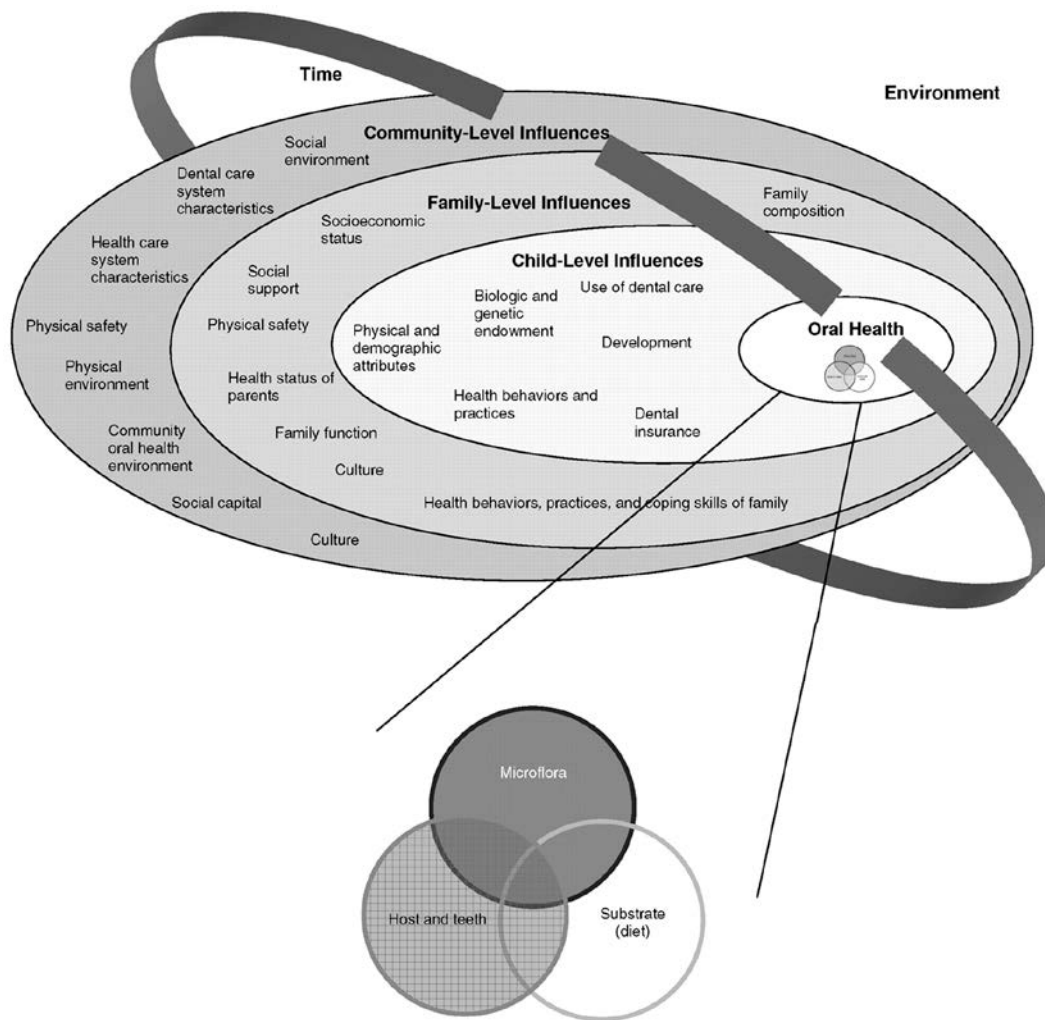 Time
Environment
Community-Level Influences
Social
environment
Dental care
system
characteristics
Family-Level Influences
Family
composition
Socioeconomic
status
Health care
system
characteristics
Child-Level Influences
Social
support
Use of dental care
Biologic and
genetic
endowment
Physical safety
Physical safety
Physical and
demographic
attributes
Development
Oral Health
Physical
environment
Health status of
parents
Health behaviors and
practices
Dental
insurance
Community
oral health
environment
Family function
Culture
Social capital
Health behaviors, practices, and coping skills of family
Culture
Microflora
Host and teeth
Substrate
(diet)